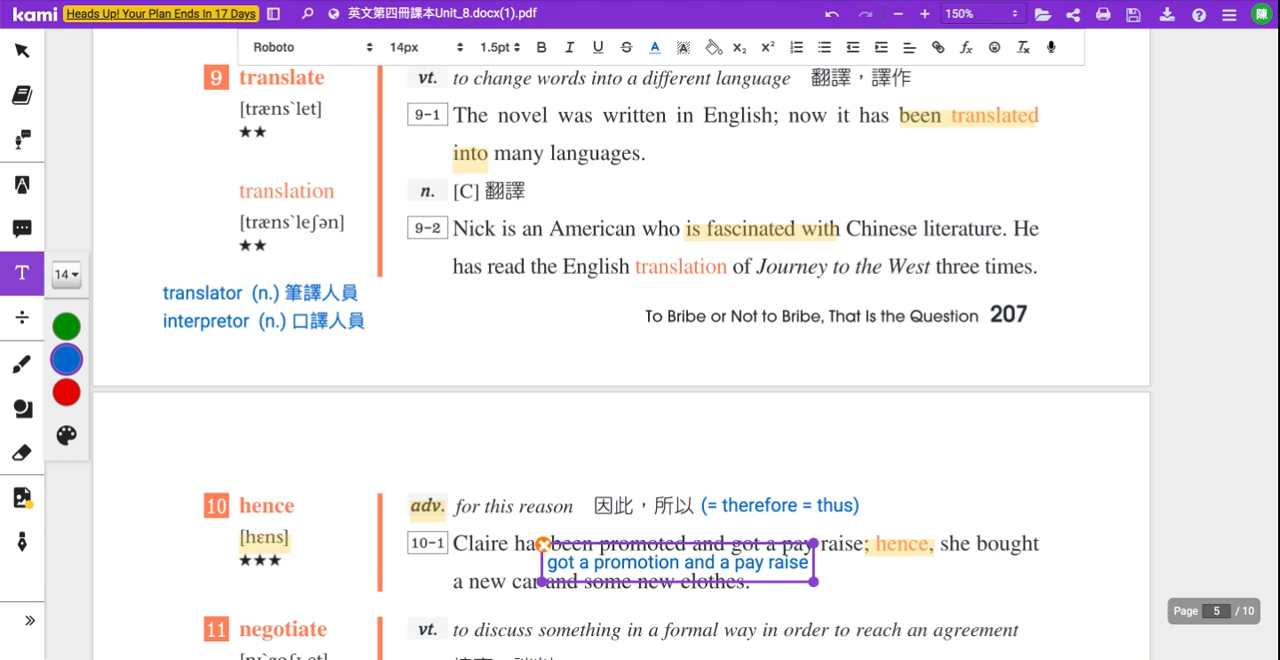 kami Heads Up! Your Plan Ends In 17 Days 英文第四冊課本Unit_8.docx(1).pdf 150% 陳
Roboto 14px 1.5pt B I U S A A X₂ X² fx Tx
9 translate vt. to change words into a different language 翻譯，譯作
[træns`let] 9-1 The novel was written in English; now it has been translated
★★ into many languages.
translation n. [C] 翻譯
[træns`leʃən] 9-2 Nick is an American who is fascinated with Chinese literature. He
★★ has read the English translation of Journey to the West three times.
translator (n.) 筆譯人員
interpretor (n.) 口譯人員
To Bribe or Not to Bribe, That Is the Question 207
T 14
10 hence adv. for this reason 因此，所以 (= therefore = thus)
[hɛns] 10-1 Claire has been promoted and got a pay raise; hence, she bought
★★★ got a promotion and a pay raise
a new car and some new clothes.
Page 5 / 10
11 negotiate vt. to discuss something in a formal way in order to reach an agreement